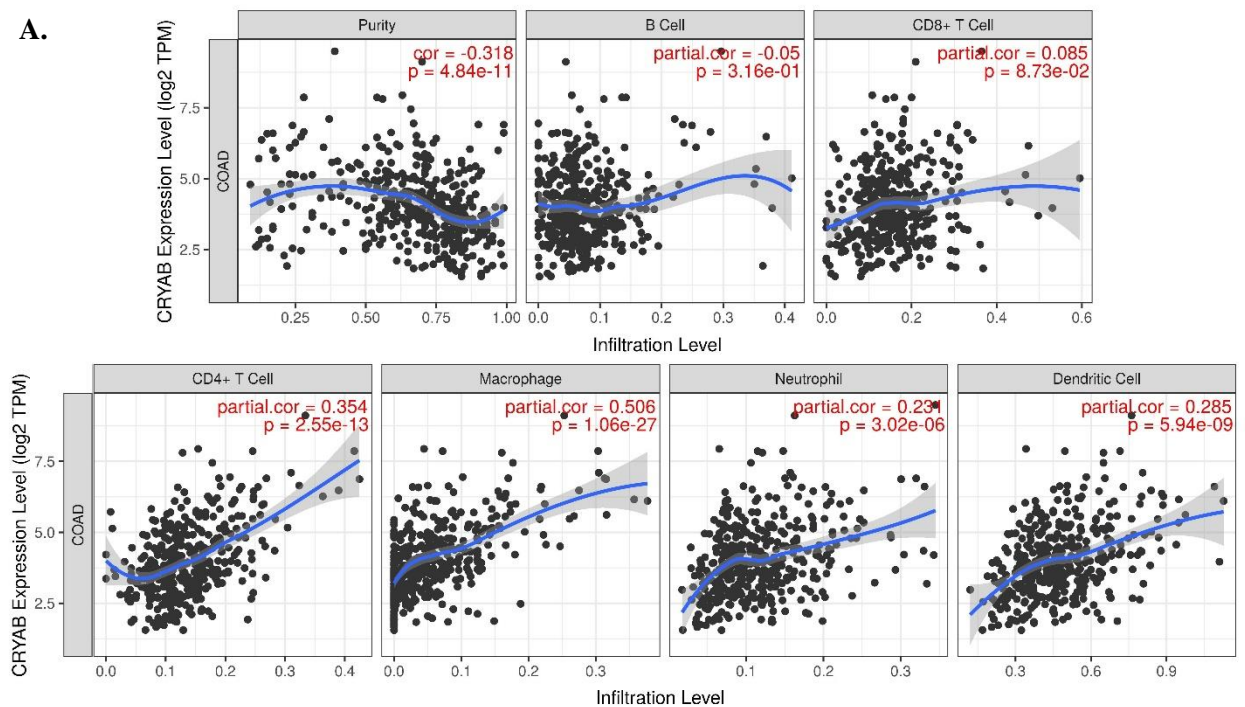 A.
Purity
B Cell
CD8+ T Cell
cor = -0.318
p = 4.84e-11
partial.cor = -0.05
p = 3.16e-01
partial.cor = 0.085
p = 8.73e-02
CRYAB Expression Level (log2 TPM)
COAD
7.5
5.0
2.5
0.25 0.50 0.75 1.00
0.0 0.1 0.2 0.3 0.4
0.0 0.2 0.4 0.6
Infiltration Level
CD4+ T Cell
Macrophage
Neutrophil
Dendritic Cell
partial.cor = 0.354
p = 2.55e-13
partial.cor = 0.506
p = 1.06e-27
partial.cor = 0.231
p = 3.02e-06
partial.cor = 0.285
p = 5.94e-09
CRYAB Expression Level (log2 TPM)
COAD
7.5
5.0
2.5
0.0 0.1 0.2 0.3 0.4
0.0 0.1 0.2 0.3
0.1 0.2 0.3
0.3 0.6 0.9
Infiltration Level